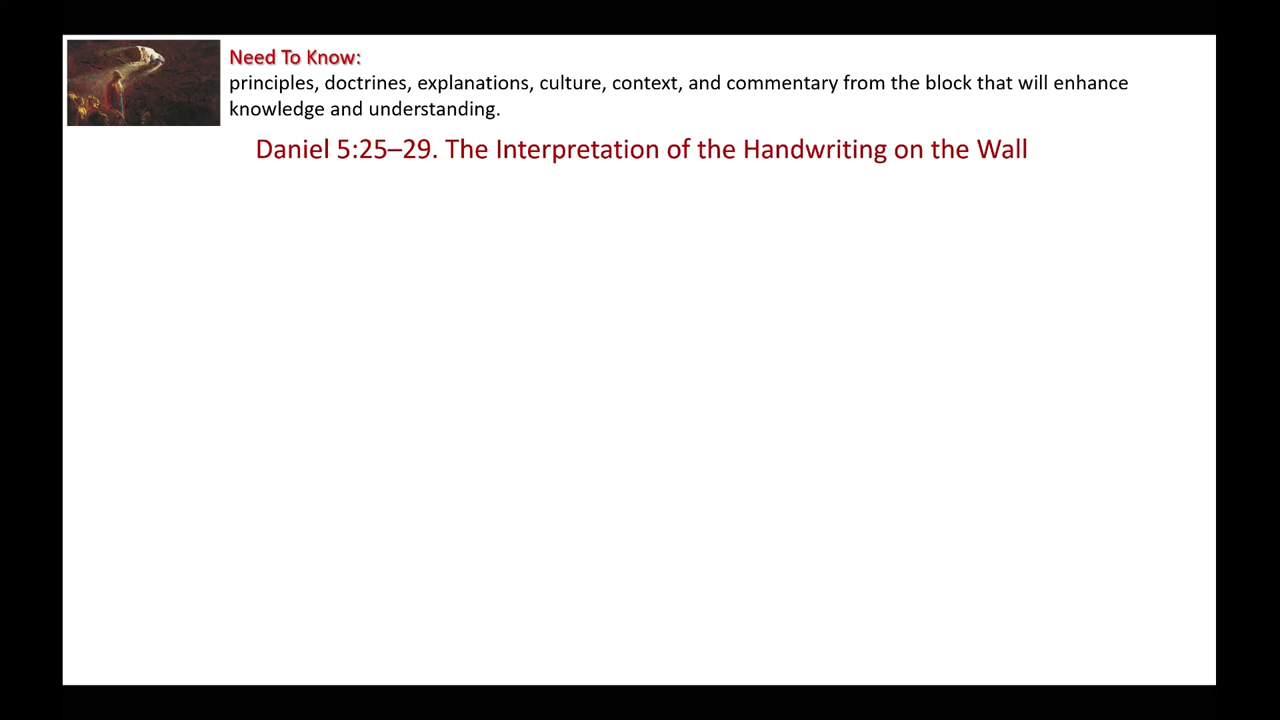 Need To Know:
principles, doctrines, explanations, culture, context, and commentary from the block that will enhance
knowledge and understanding.
Daniel 5:25–29. The Interpretation of the Handwriting on the Wall